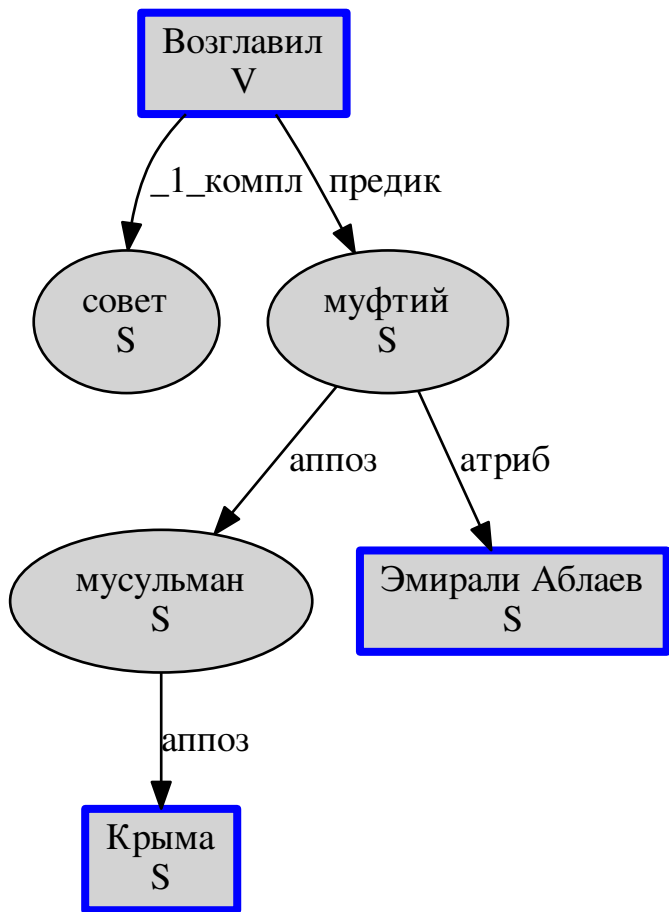 Возглавил
V
_1_компл
предик
совет
S
муфтий
S
аппоз
атриб
мусульман
S
Эмирали Аблаев
S
аппоз
Крыма
S